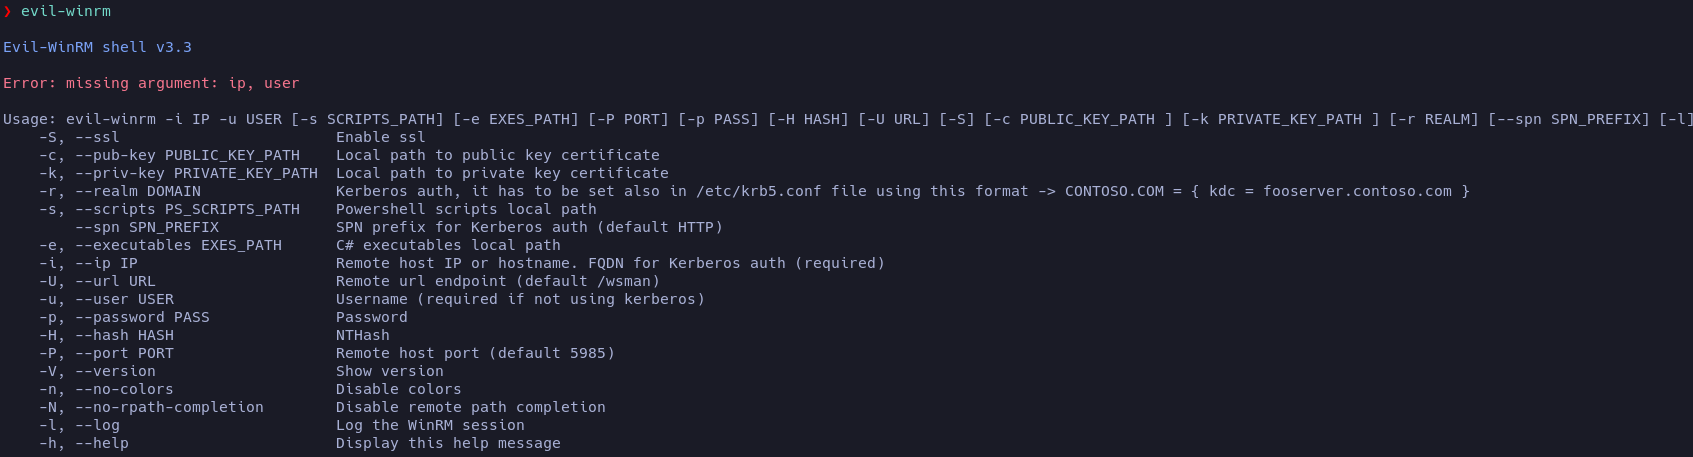 ❯ evil-winrm
Evil-WinRM shell v3.3
Error: missing argument: ip, user
Usage: evil-winrm -i IP -u USER [-s SCRIPTS_PATH] [-e EXES_PATH] [-P PORT] [-p PASS] [-H HASH] [-U URL] [-S] [-c PUBLIC_KEY_PATH ] [-k PRIVATE_KEY_PATH ] [-r REALM] [--spn SPN_PREFIX] [-l]
-S, --ssl Enable ssl
-c, --pub-key PUBLIC_KEY_PATH Local path to public key certificate
-k, --priv-key PRIVATE_KEY_PATH Local path to private key certificate
-r, --realm DOMAIN Kerberos auth, it has to be set also in /etc/krb5.conf file using this format -> CONTOSO.COM = { kdc = fooserver.contoso.com }
-s, --scripts PS_SCRIPTS_PATH Powershell scripts local path
--spn SPN_PREFIX SPN prefix for Kerberos auth (default HTTP)
-e, --executables EXES_PATH C# executables local path
-i, --ip IP Remote host IP or hostname. FQDN for Kerberos auth (required)
-U, --url URL Remote url endpoint (default /wsman)
-u, --user USER Username (required if not using kerberos)
-p, --password PASS Password
-H, --hash HASH NTHash
-P, --port PORT Remote host port (default 5985)
-V, --version Show version
-n, --no-colors Disable colors
-N, --no-rpath-completion Disable remote path completion
-l, --log Log the WinRM session
-h, --help Display this help message